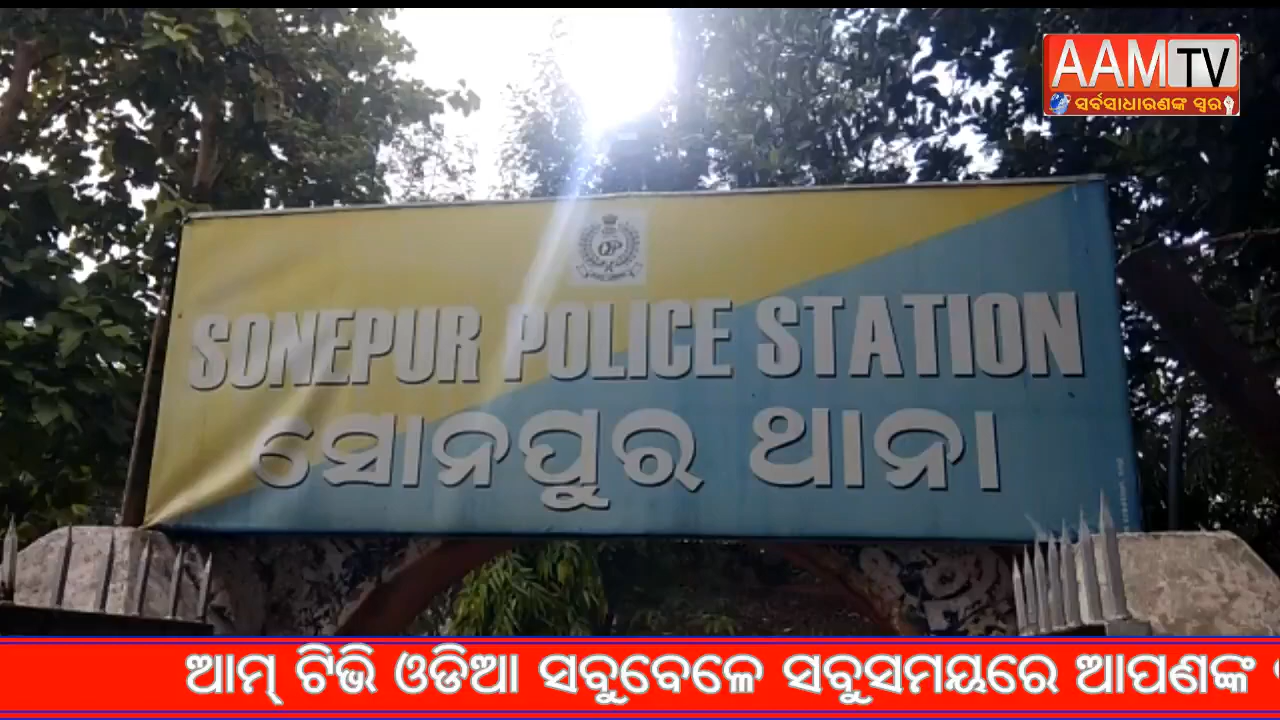 AAMTV
ସର୍ବସାଧାରଣଙ୍କ ସ୍ୱର
SONEPUR POLICE STATION
ସୋନପୁର ଥାନା
ଆମ୍ ଟିଭି ଓଡିଆ ସବୁବେଳେ ସବୁସମୟରେ ଆପଣଙ୍କ